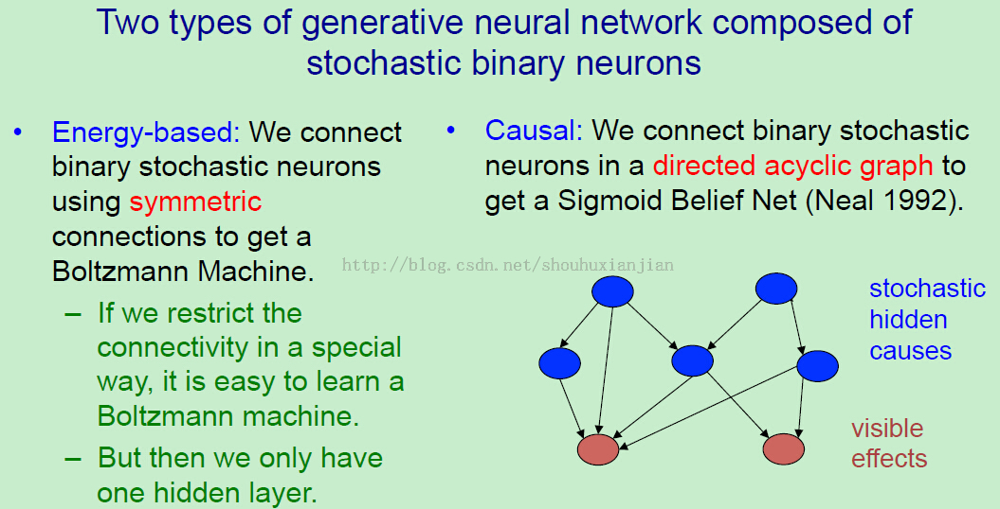 Two types of generative neural network composed of
stochastic binary neurons
• Energy-based: We connect
binary stochastic neurons
using symmetric
connections to get a
Boltzmann Machine.
– If we restrict the
connectivity in a special
way, it is easy to learn a
Boltzmann machine.
– But then we only have
one hidden layer.
• Causal: We connect binary stochastic
neurons in a directed acyclic graph to
get a Sigmoid Belief Net (Neal 1992).
http://blog.csdn.net/shouhuxianjian
stochastic
hidden
causes
visible
effects